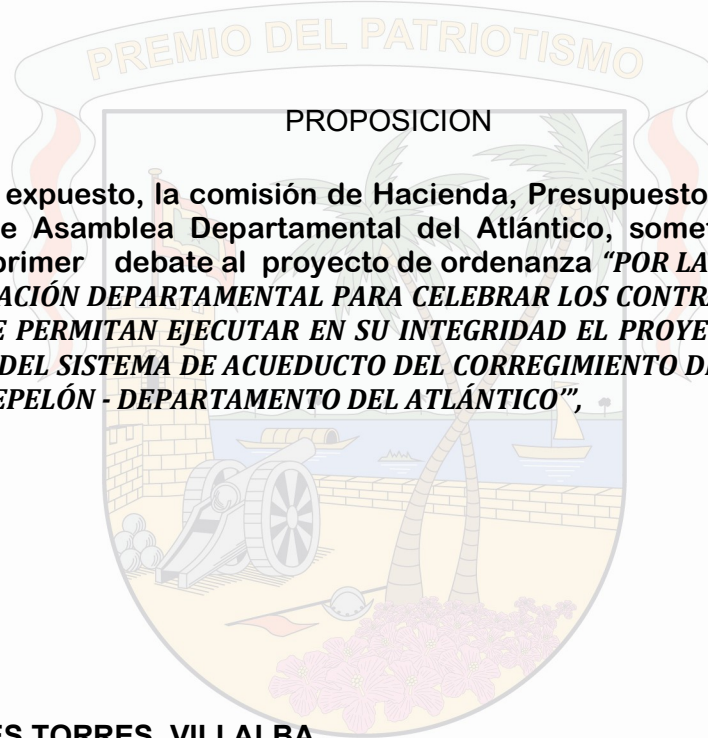 PREMIO DEL PATRIOTISMO
PROPOSICION
expuesto, la comisión de Hacienda, Presupuesto
e Asamblea Departamental del Atlántico, somet
primer debate al proyecto de ordenanza “POR LA
ACIÓN DEPARTAMENTAL PARA CELEBRAR LOS CONTR
E PERMITAN EJECUTAR EN SU INTEGRIDAD EL PROYE
DEL SISTEMA DE ACUEDUCTO DEL CORREGIMIENTO D
EPELÓN - DEPARTAMENTO DEL ATLÁNTICO’”,
ES TORRES VILLALBA